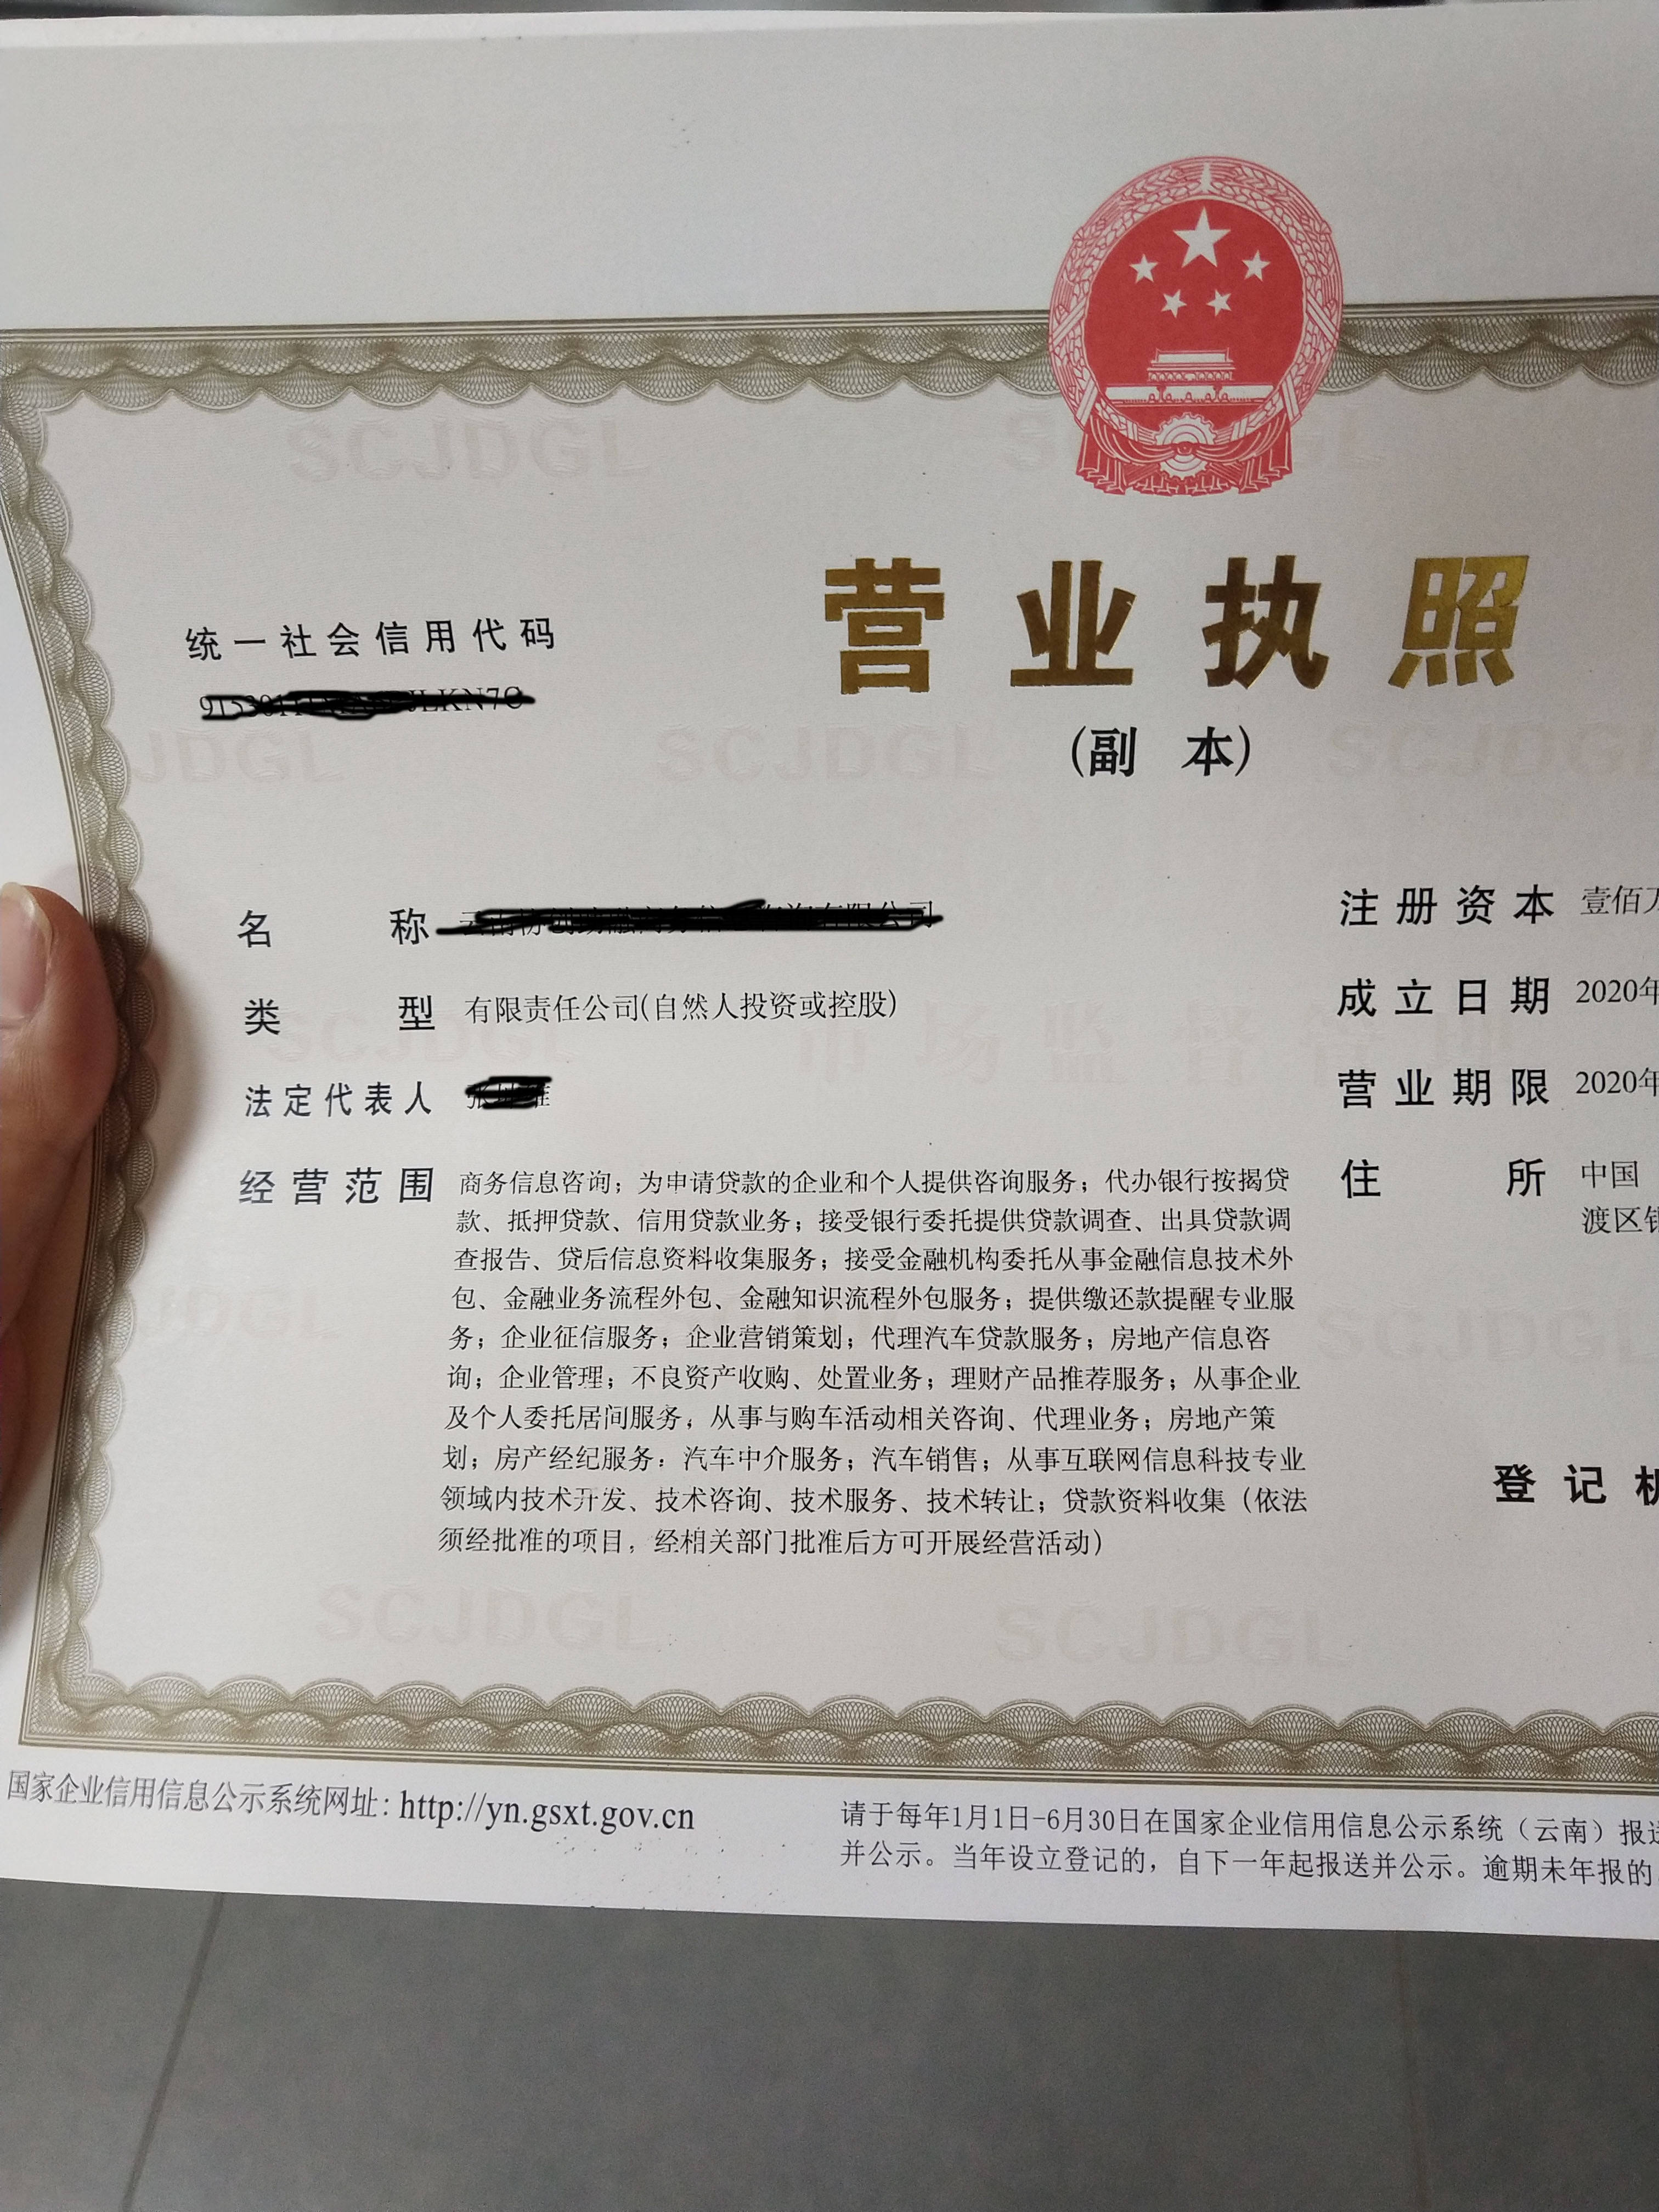 营业执照
(副 本)
统一社会信用代码
名 称
类 型 有限责任公司(自然人投资或控股)
法定代表人
经营范围 商务信息咨询；为申请贷款的企业和个人提供咨询服务；代办银行按揭贷
款、抵押贷款、信用贷款业务；接受银行委托提供贷款调查、出具贷款调
查报告、贷后信息资料收集服务；接受金融机构委托从事金融信息技术外
包、金融业务流程外包、金融知识流程外包服务；提供缴还款提醒专业服
务；企业征信服务；企业营销策划；代理汽车贷款服务；房地产信息咨
询；企业管理；不良资产收购、处置业务；理财产品推荐服务；从事企业
及个人委托居间服务，从事与购车活动相关咨询、代理业务；房地产策
划；房产经纪服务：汽车中介服务；汽车销售；从事互联网信息科技专业
领域内技术开发、技术咨询、技术服务、技术转让；贷款资料收集（依法
须经批准的项目，经相关部门批准后方可开展经营活动）
注册资本 壹佰万
成立日期 2020年
营业期限 2020年
住 所 中国
渡区
登记机
国家企业信用信息公示系统网址：http://yn.gsxt.gov.cn
请于每年1月1日-6月30日在国家企业信用信息公示系统（云南）报送
并公示。当年设立登记的，自下一年起报送并公示。逾期未年报的
SCJDGL
市场监督管理